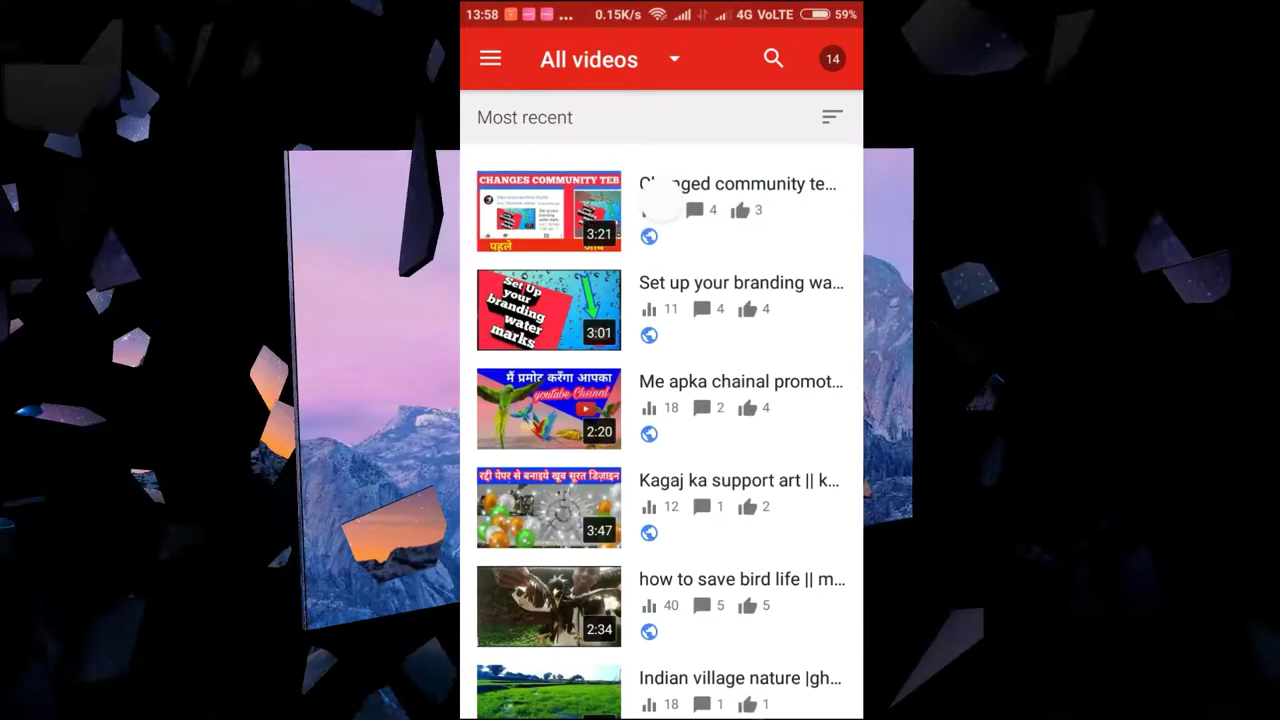 13:58 ... 0.15K/s 4G VoLTE 59%
All videos
14
Most recent
CHANGES COMMUNITY TEB
पहले
3:21
Changed community te...
4 3
Set Up
your
branding
water
marks
3:01
Set up your branding wa...
11 4 4
मैं प्रमोट करूँगा आपका
youtube Chainal
2:20
Me apka chainal promot...
18 2 4
रद्दी पेपर से बनाइये खूब सूरत डिज़ाइन
3:47
Kagaj ka support art || k...
12 1 2
2:34
how to save bird life || m...
40 5 5
Indian village nature |gh...
18 1 1